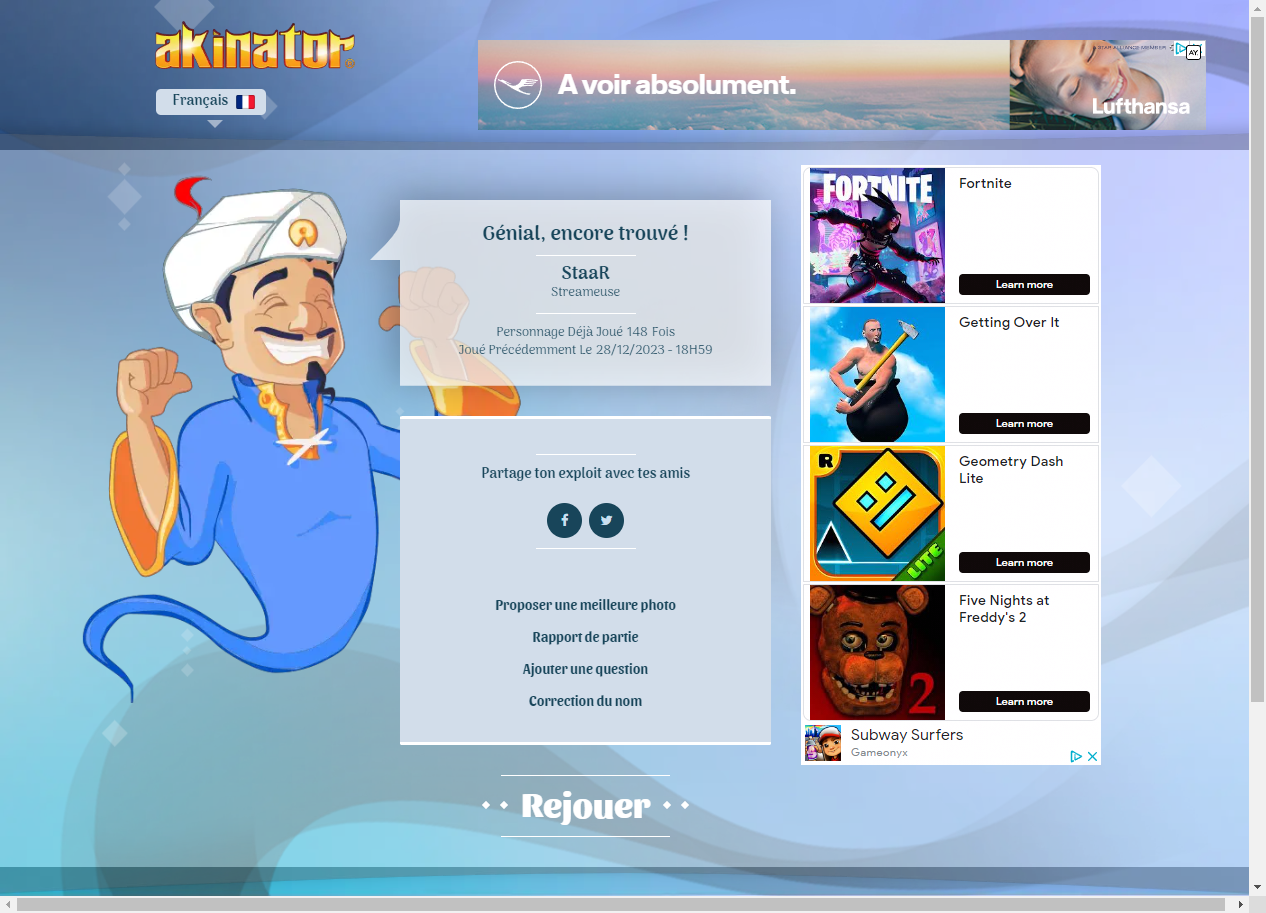 akinator
Français
A voir absolument.
STAR ALLIANCE MEMBER
Lufthansa
Génial, encore trouvé !
StaaR
Streameuse
Personnage Déjà Joué 148 Fois
Joué Précédemment Le 28/12/2023 - 18H59
Partage ton exploit avec tes amis
Proposer une meilleure photo
Rapport de partie
Ajouter une question
Correction du nom
Rejouer
FORTNITE
Fortnite
Learn more
Getting Over It
Learn more
R
LITE
Geometry Dash
Lite
Learn more
2
Five Nights at
Freddy's 2
Learn more
Subway Surfers
Gameonyx